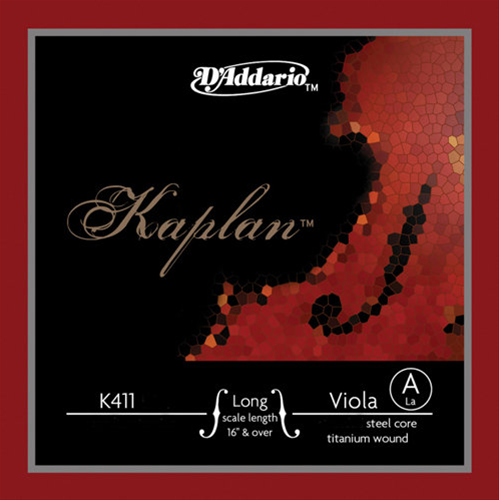 D'Addario™
Kaplan™
K411
Long
scale length
16" & over
Viola
A
La
steel core
titanium wound